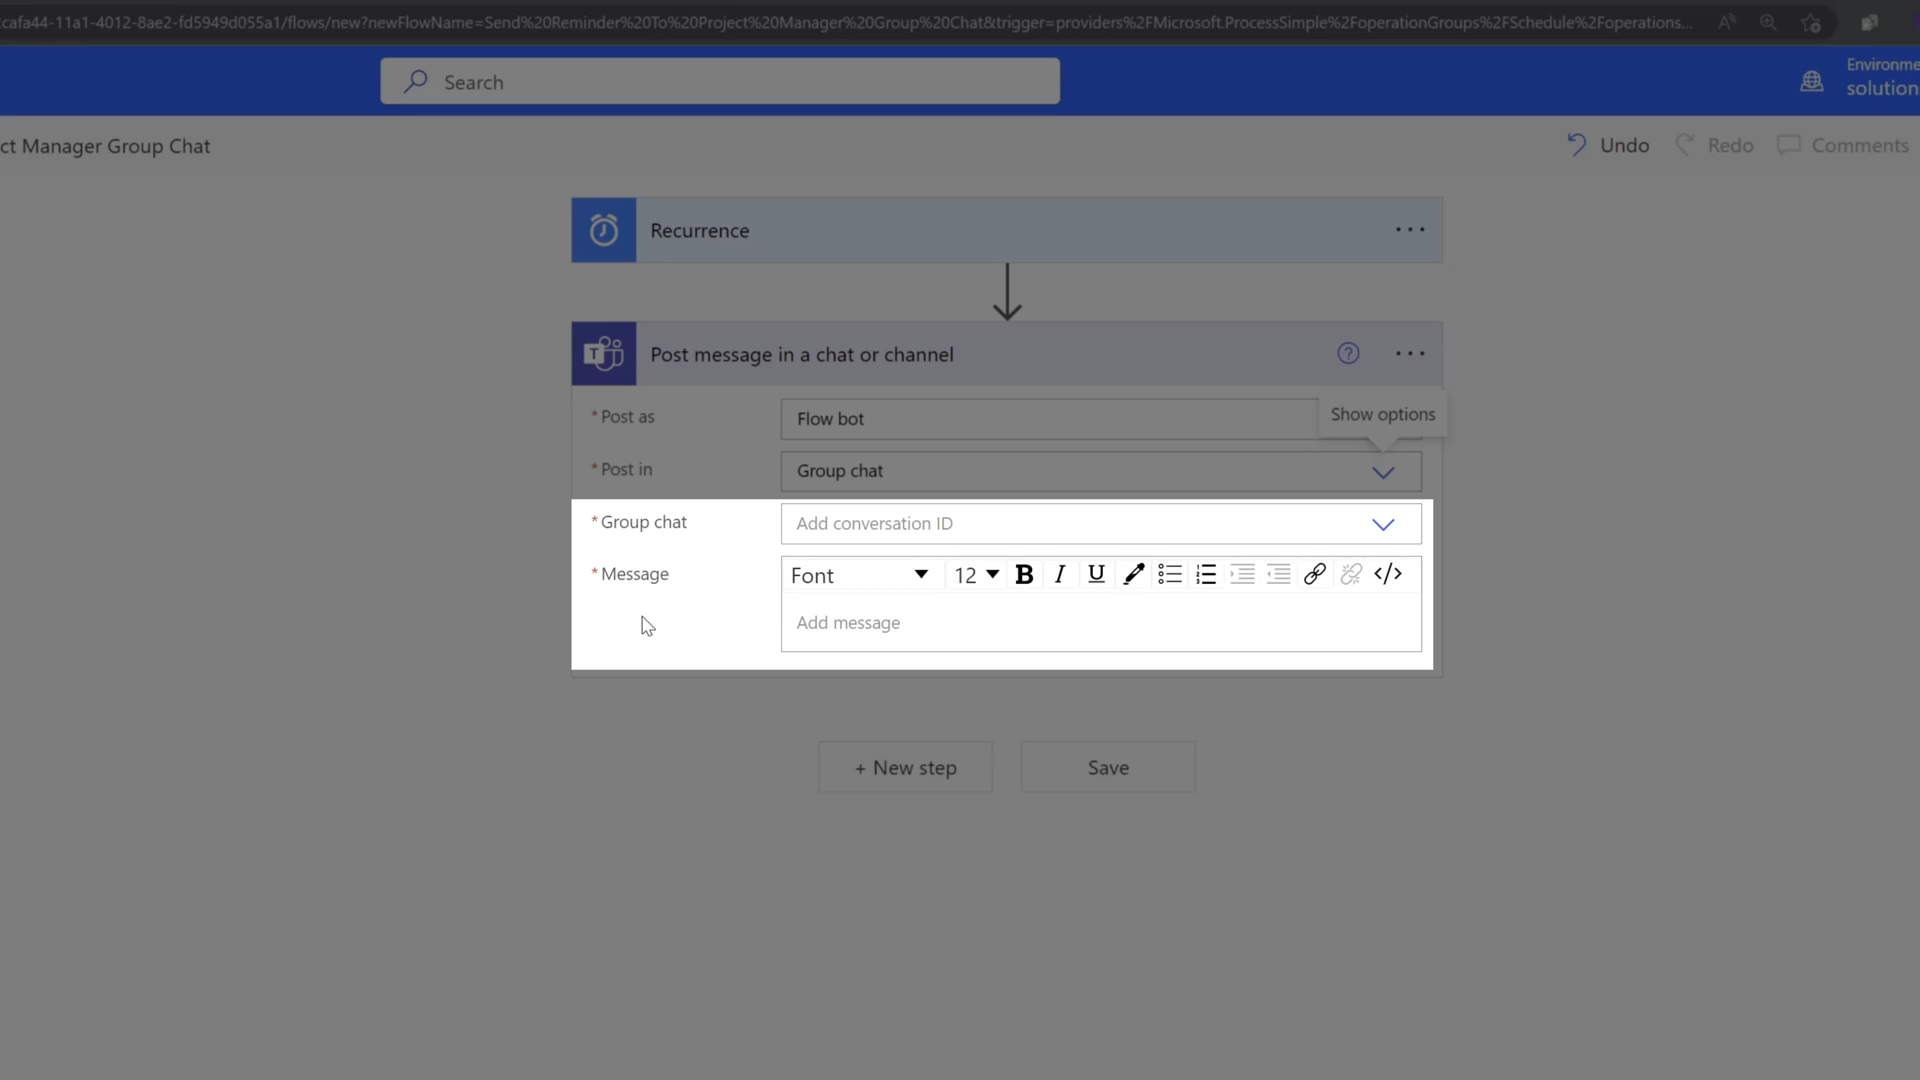 cafa44-11a1-4012-8ae2-fd5949d055a1/flows/new?newFlowName=Send%20Reminder%20To%20Project%20Manager%20Group%20Chat&trigger=providers%2FMicrosoft.ProcessSimple%2FoperationGroups%2FSchedule%2Foperations...
Search
Environme
solution
ct Manager Group Chat
Undo
Redo
Comments
Recurrence
Post message in a chat or channel
*Post as
Flow bot
Show options
*Post in
Group chat
*Group chat
Add conversation ID
*Message
Font
12
B I U </>
Add message
+ New step
Save